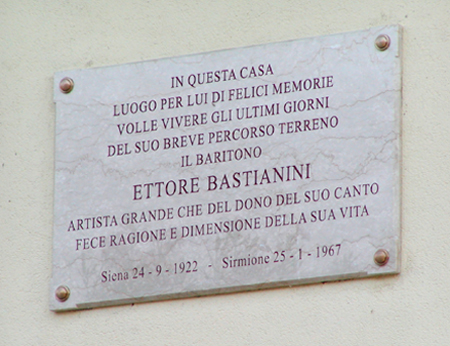 IN QUESTA CASA
LUOGO PER LUI DI FELICI MEMORIE
VOLLE VIVERE GLI ULTIMI GIORNI
DEL SUO BREVE PERCORSO TERRENO
IL BARITONO
ETTORE BASTIANINI
ARTISTA GRANDE CHE DEL DONO DEL SUO CANTO
FECE RAGIONE E DIMENSIONE DELLA SUA VITA
Siena 24 - 9 - 1922 - Sirmione 25 - 1 - 1967